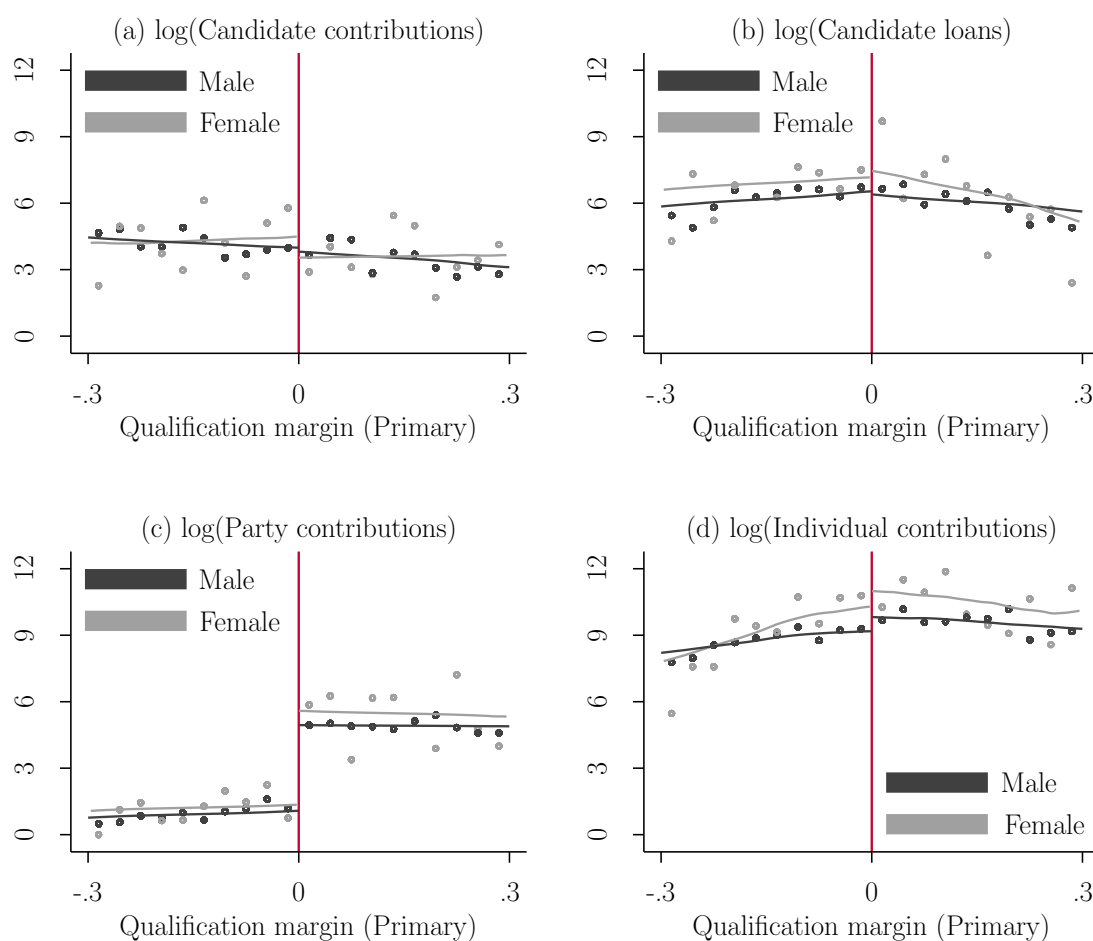 (a) log(Candidate contributions)
Male
Female
12
9
6
3
0
-.3 0 .3
Qualification margin (Primary)
(b) log(Candidate loans)
Male
Female
12
9
6
3
0
-.3 0 .3
Qualification margin (Primary)
(c) log(Party contributions)
Male
Female
12
9
6
3
0
-.3 0 .3
Qualification margin (Primary)
(d) log(Individual contributions)
12
9
6
3
0
Male
Female
-.3 0 .3
Qualification margin (Primary)